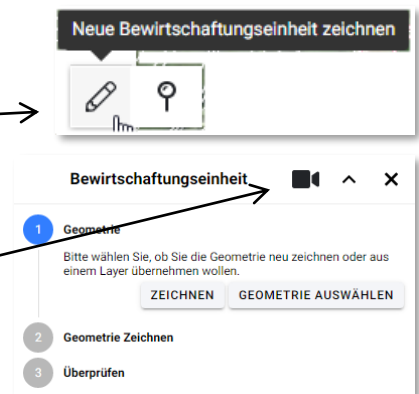 Neue Bewirtschaftungseinheit zeichnen
Bewirtschaftungseinheit
1 Geometrie
Bitte wählen Sie, ob Sie die Geometrie neu zeichnen oder aus
einem Layer übernehmen wollen.
ZEICHNEN GEOMETRIE AUSWÄHLEN
2 Geometrie Zeichnen
3 Überprüfen